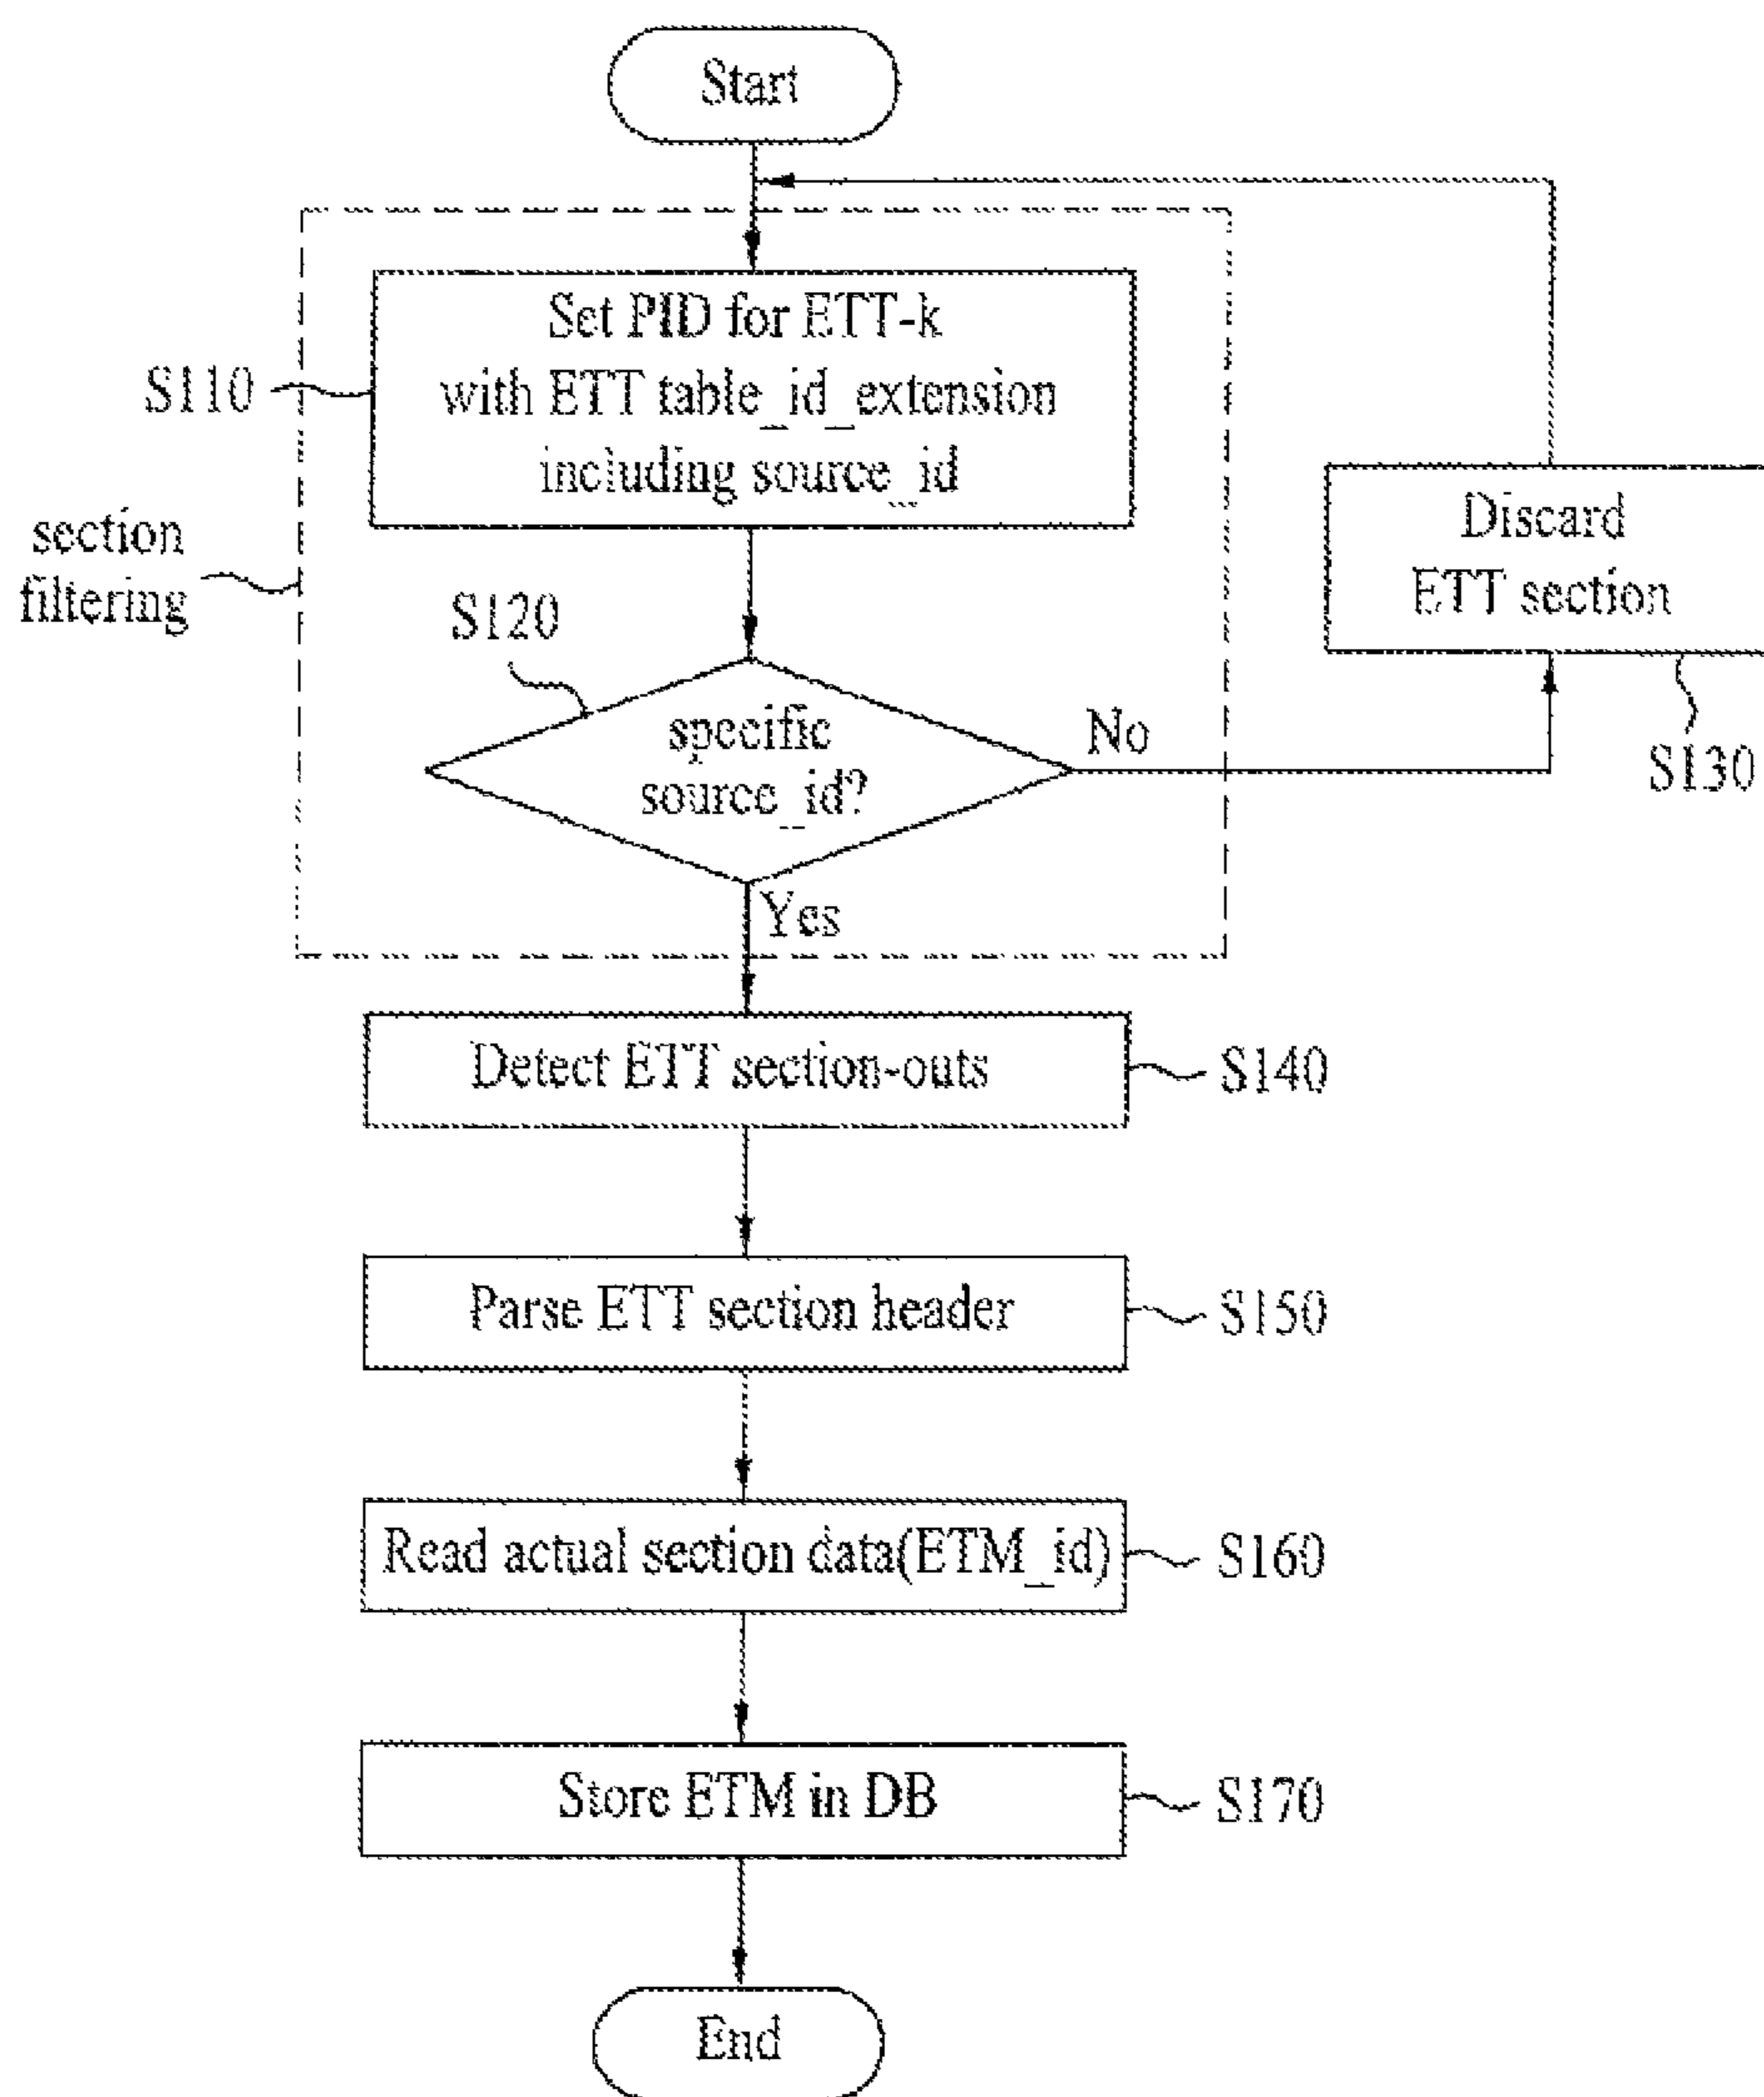 Start
Set PID for ETT-k
with ETT table_id_extension
including source_id
S110
section
filtering
Discard
ETT section
S130
S120
specific
source_id?
No
Yes
Detect ETT section-outs
S140
Parse ETT section header
S150
Read actual section data(ETM_id)
S160
Store ETM in DB
S170
End